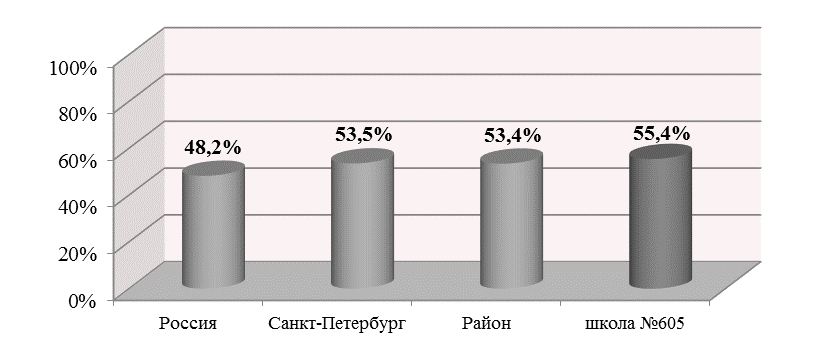 100%
80%
60%
40%
20%
0%
48,2%
53,5%
53,4%
55,4%
Россия
Санкт-Петербург
Район
школа №605